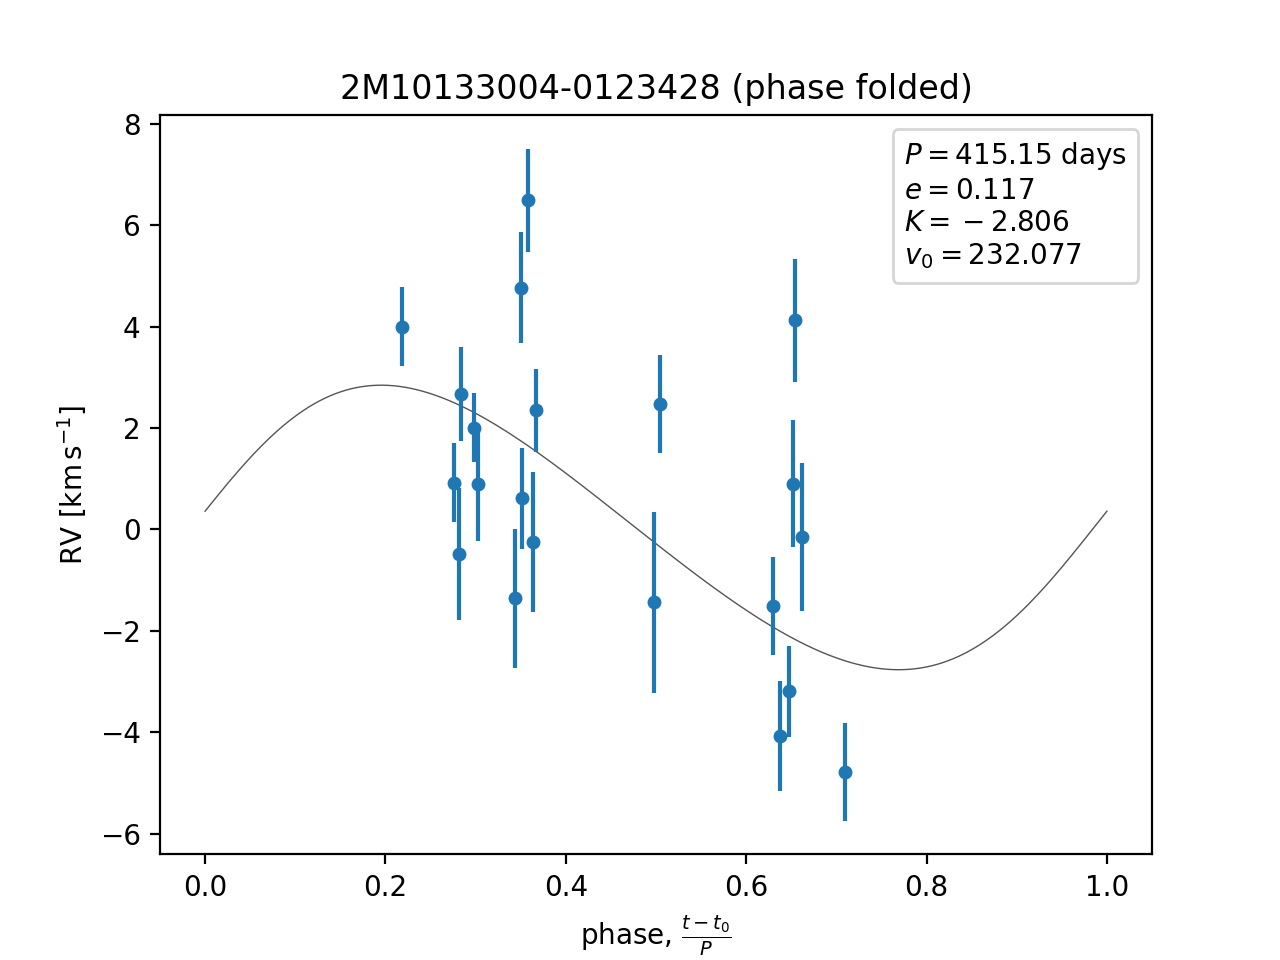 2M10133004-0123428 (phase folded)
P = 415.15 days
e = 0.117
K = −2.806
v₀ = 232.077
RV [km s⁻¹]
8
6
4
2
0
−2
−4
−6
0.0 0.2 0.4 0.6 0.8 1.0
phase, (t − t₀)/P